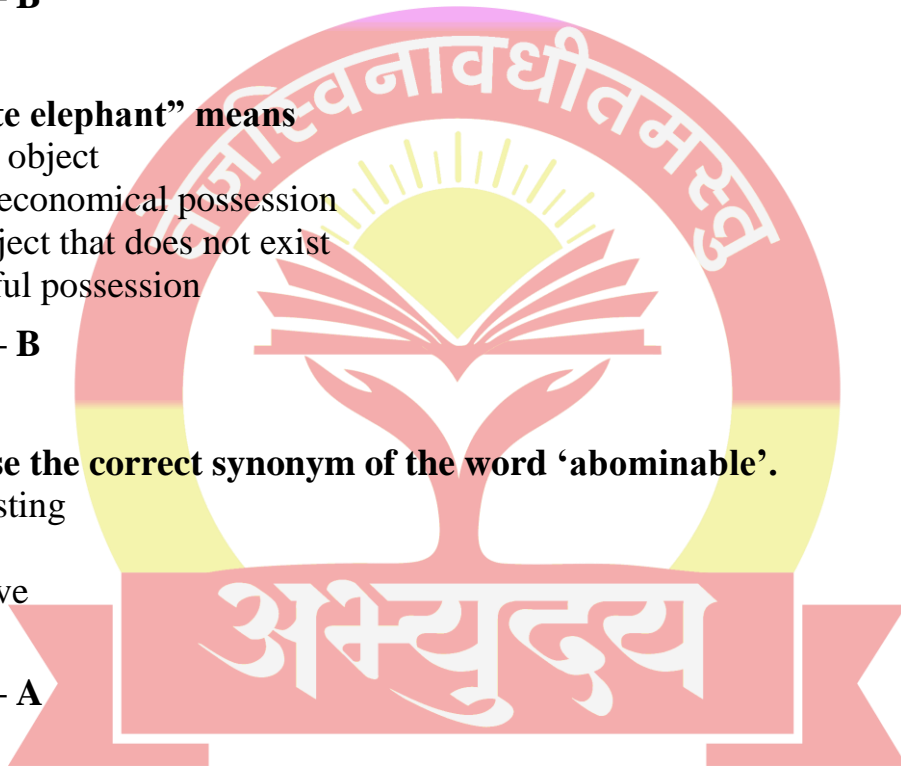 – B
तेजस्विनावधीतमस्तु
te elephant” means
object
economical possession
ject that does not exist
ful possession
– B
se the correct synonym of the word ‘abominable’.
sting
ve
– A
अभ्युदय